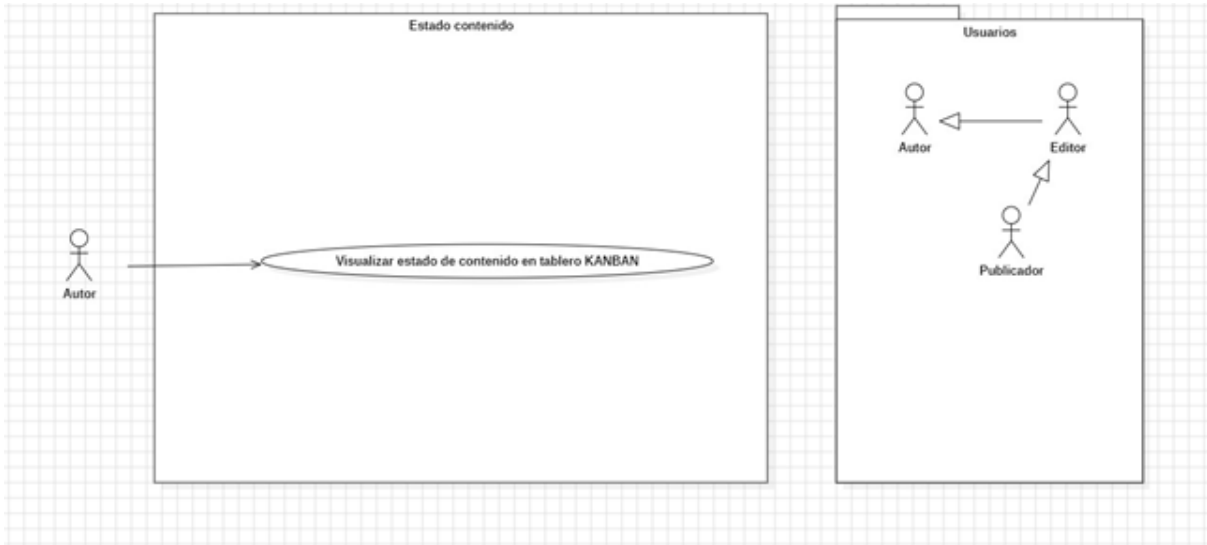 Estado contenido
Usuarios
Autor
Editor
Visualizar estado de contenido en tablero KANBAN
Publicador
Autor